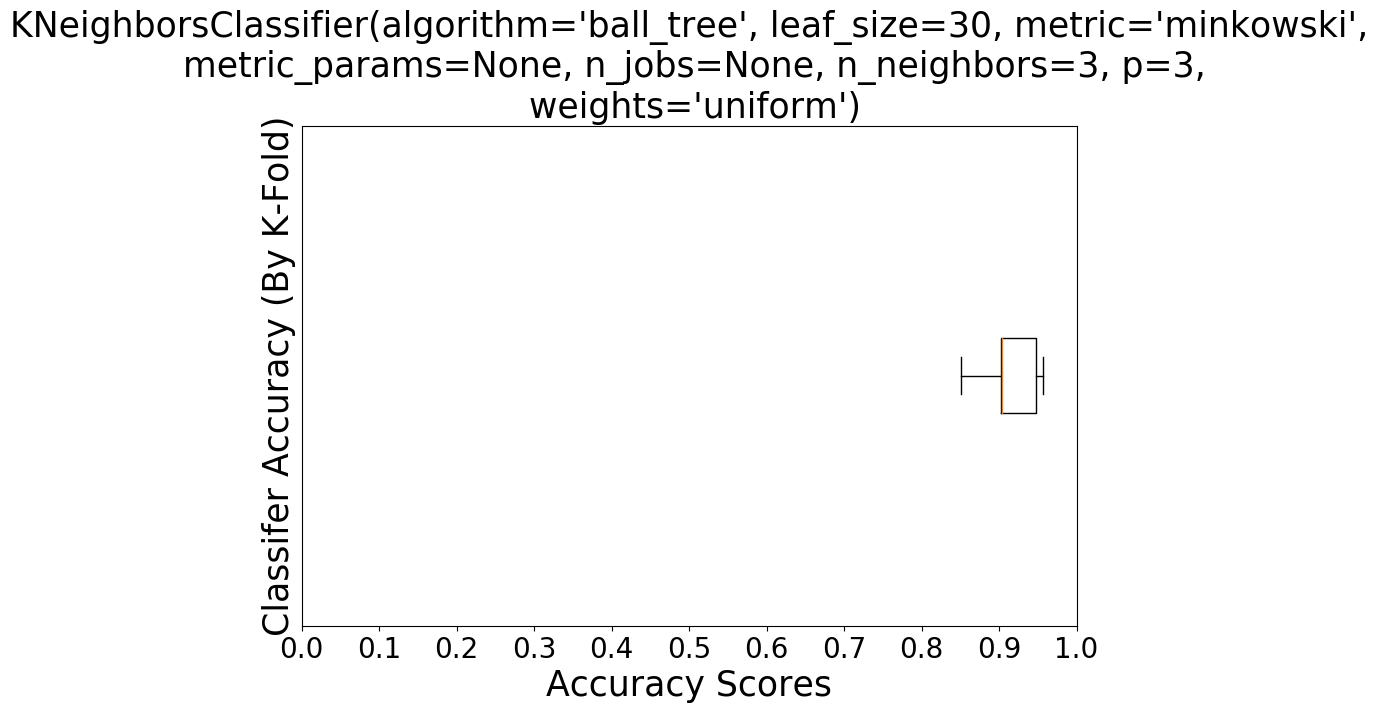 KNeighborsClassifier(algorithm='ball_tree', leaf_size=30, metric='minkowski',
metric_params=None, n_jobs=None, n_neighbors=3, p=3,
weights='uniform')
Classifer Accuracy (By K-Fold)
0.0 0.1 0.2 0.3 0.4 0.5 0.6 0.7 0.8 0.9 1.0
Accuracy Scores